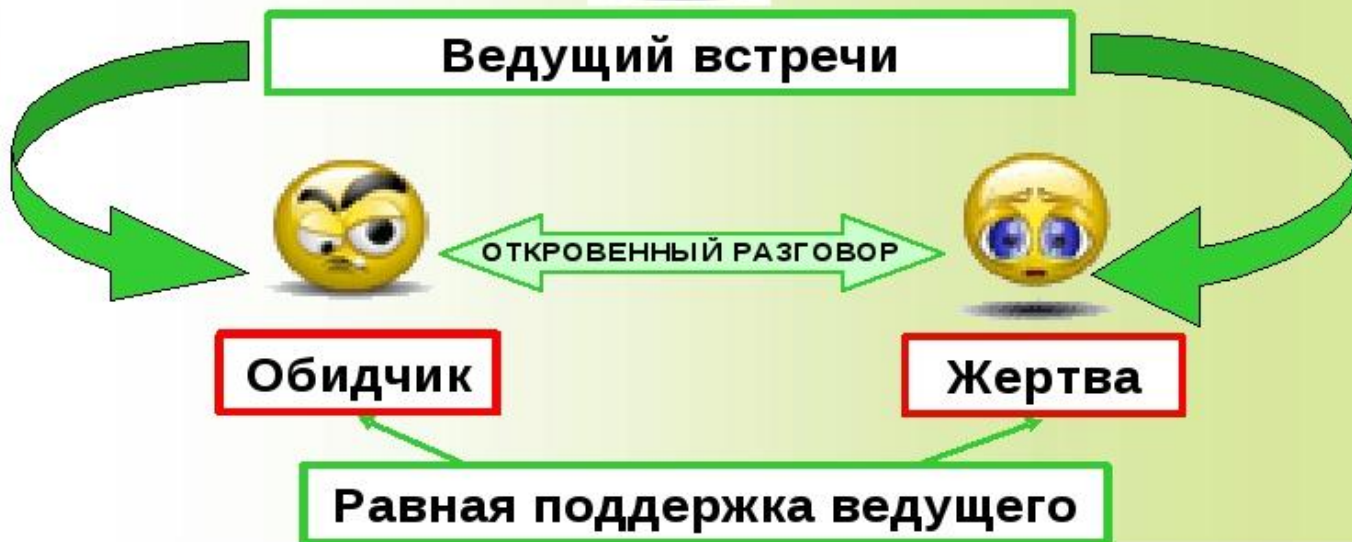 Ведущий встречи
ОТКРОВЕННЫЙ РАЗГОВОР
Обидчик
Жертва
Равная поддержка ведущего